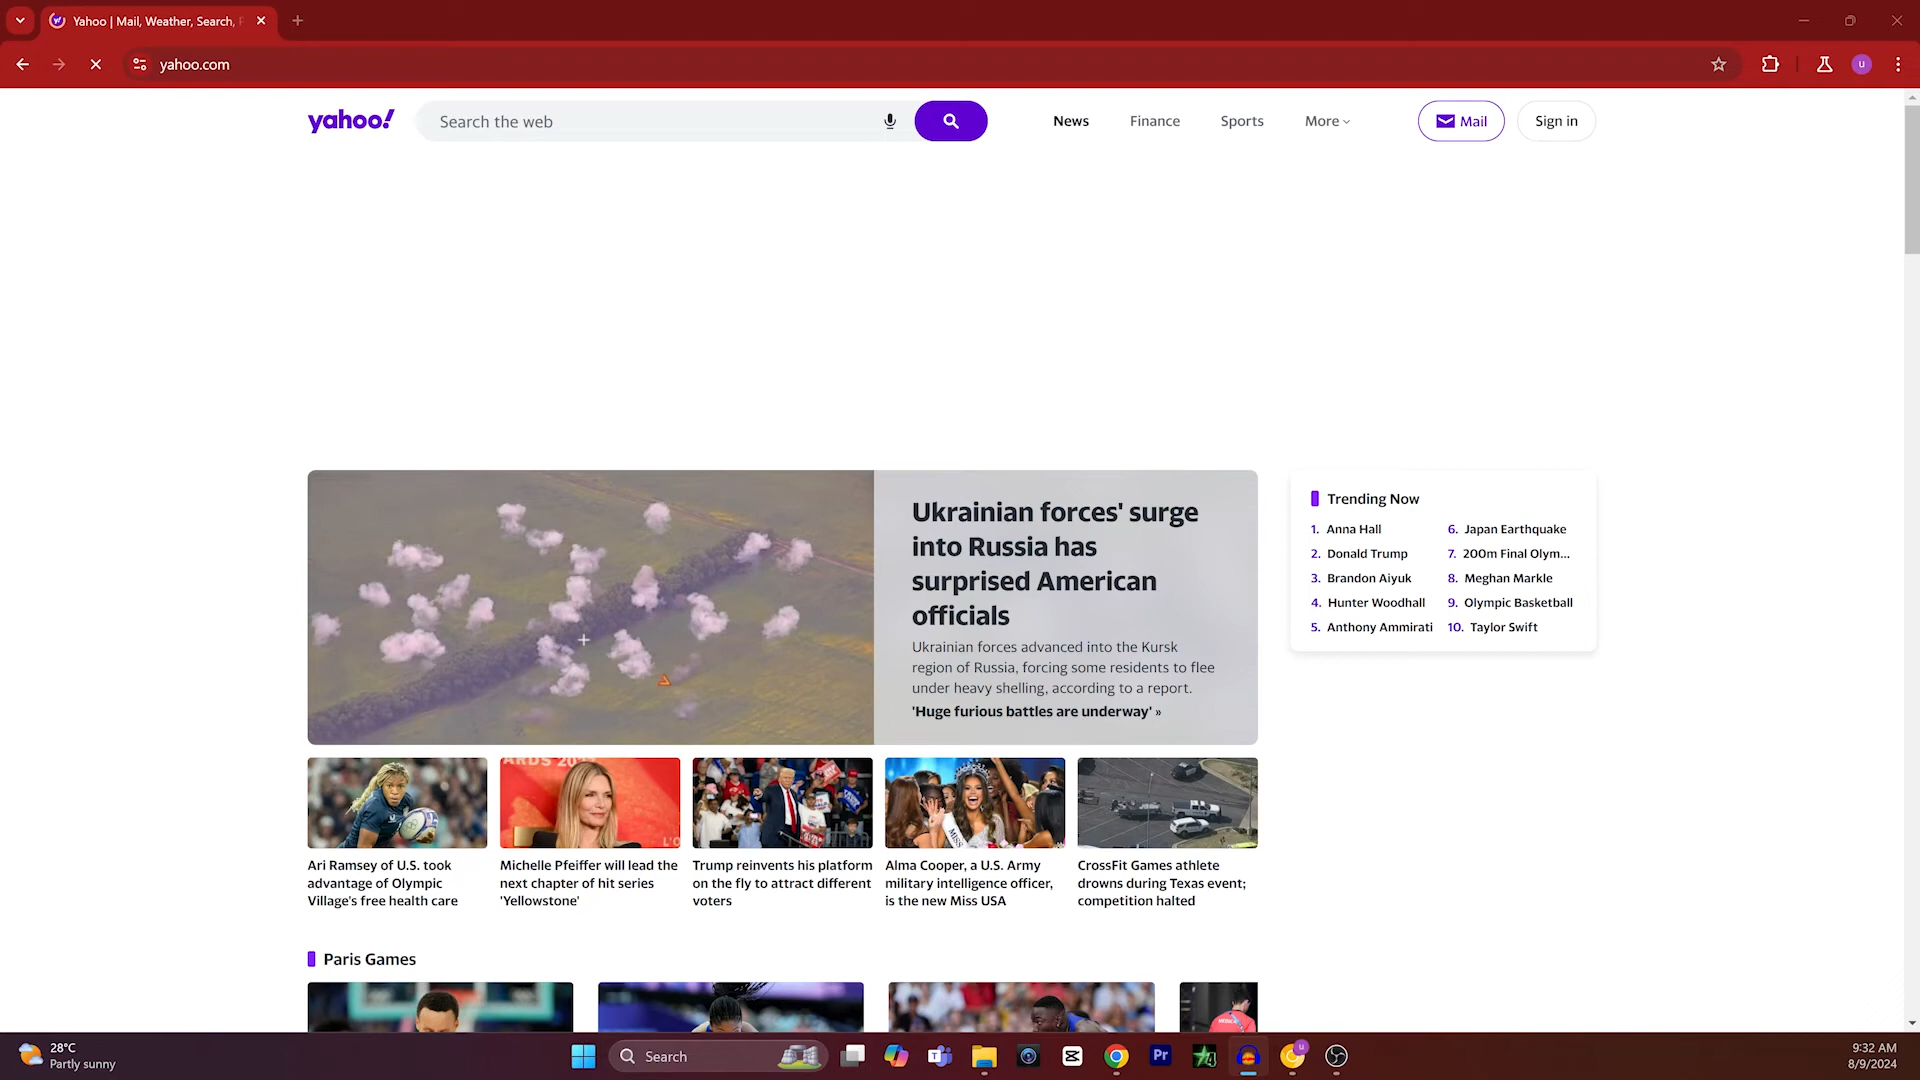 Yahoo | Mail, Weather, Search,
yahoo.com
u
yahoo!
Search the web
News
Finance
Sports
More
Mail
Sign in
Ukrainian forces' surge
into Russia has
surprised American
officials
Ukrainian forces advanced into the Kursk
region of Russia, forcing some residents to flee
under heavy shelling, according to a report.
'Huge furious battles are underway' »
Trending Now
1. Anna Hall
2. Donald Trump
3. Brandon Aiyuk
4. Hunter Woodhall
5. Anthony Ammirati
6. Japan Earthquake
7. 200m Final Olym...
8. Meghan Markle
9. Olympic Basketball
10. Taylor Swift
MISS
Ari Ramsey of U.S. took
advantage of Olympic
Village's free health care
Michelle Pfeiffer will lead the
next chapter of hit series
'Yellowstone'
Trump reinvents his platform
on the fly to attract different
voters
Alma Cooper, a U.S. Army
military intelligence officer,
is the new Miss USA
CrossFit Games athlete
drowns during Texas event;
competition halted
Paris Games
28°C
Partly sunny
Search
Pr
u
9:32 AM
8/9/2024